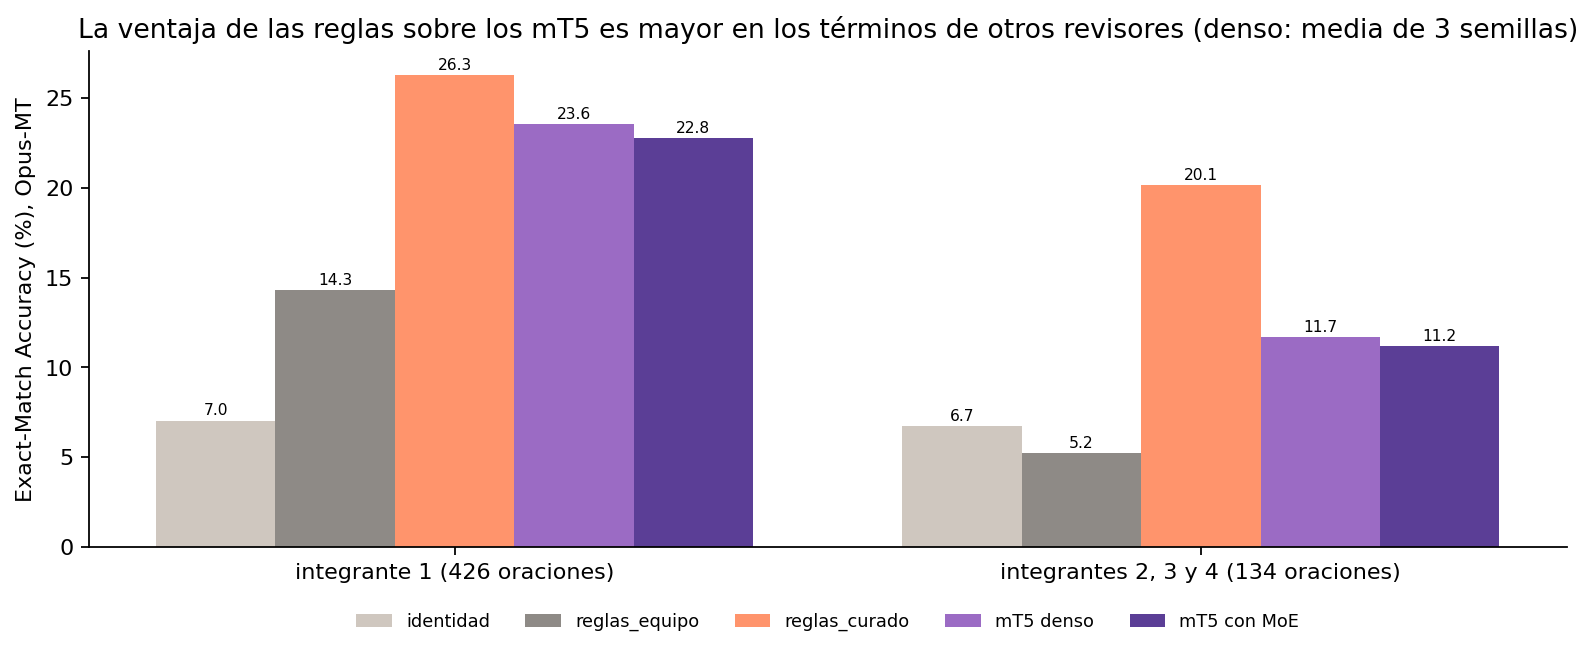 La ventaja de las reglas sobre los mT5 es mayor en los términos de otros revisores (denso: media de 3 semillas)
Exact-Match Accuracy (%), Opus-MT
25
20
15
10
5
0
7.0
14.3
26.3
23.6
22.8
6.7
5.2
20.1
11.7
11.2
integrante 1 (426 oraciones)
integrantes 2, 3 y 4 (134 oraciones)
identidad
reglas_equipo
reglas_curado
mT5 denso
mT5 con MoE